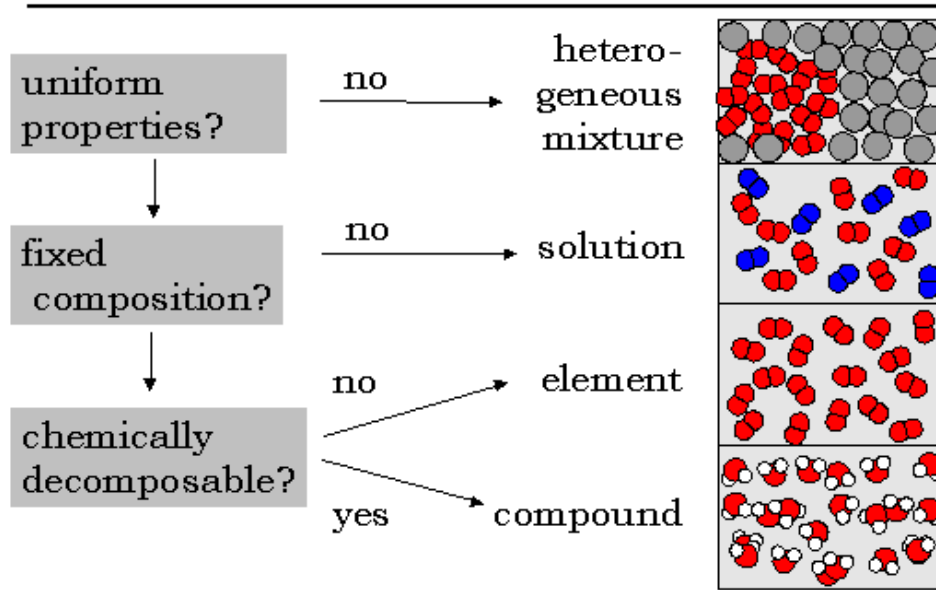 uniform
properties?
no
hetero-
geneous
mixture
fixed
composition?
no
solution
chemically
decomposable?
no
element
yes
compound